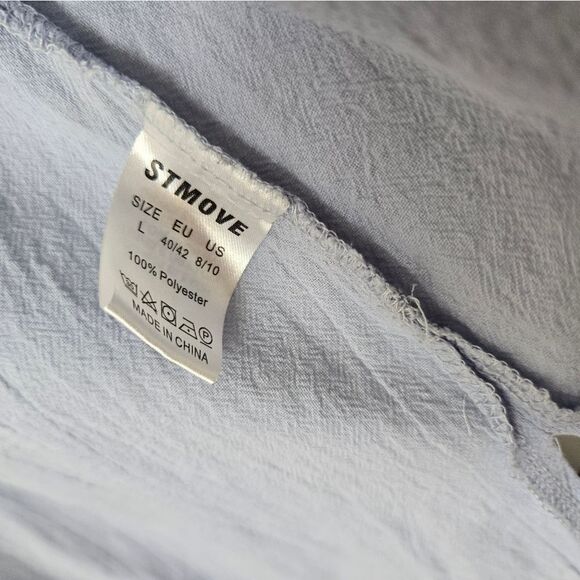 STMOVE
SIZE EU US
L 40/42 8/10
100% Polyester
MADE IN CHINA